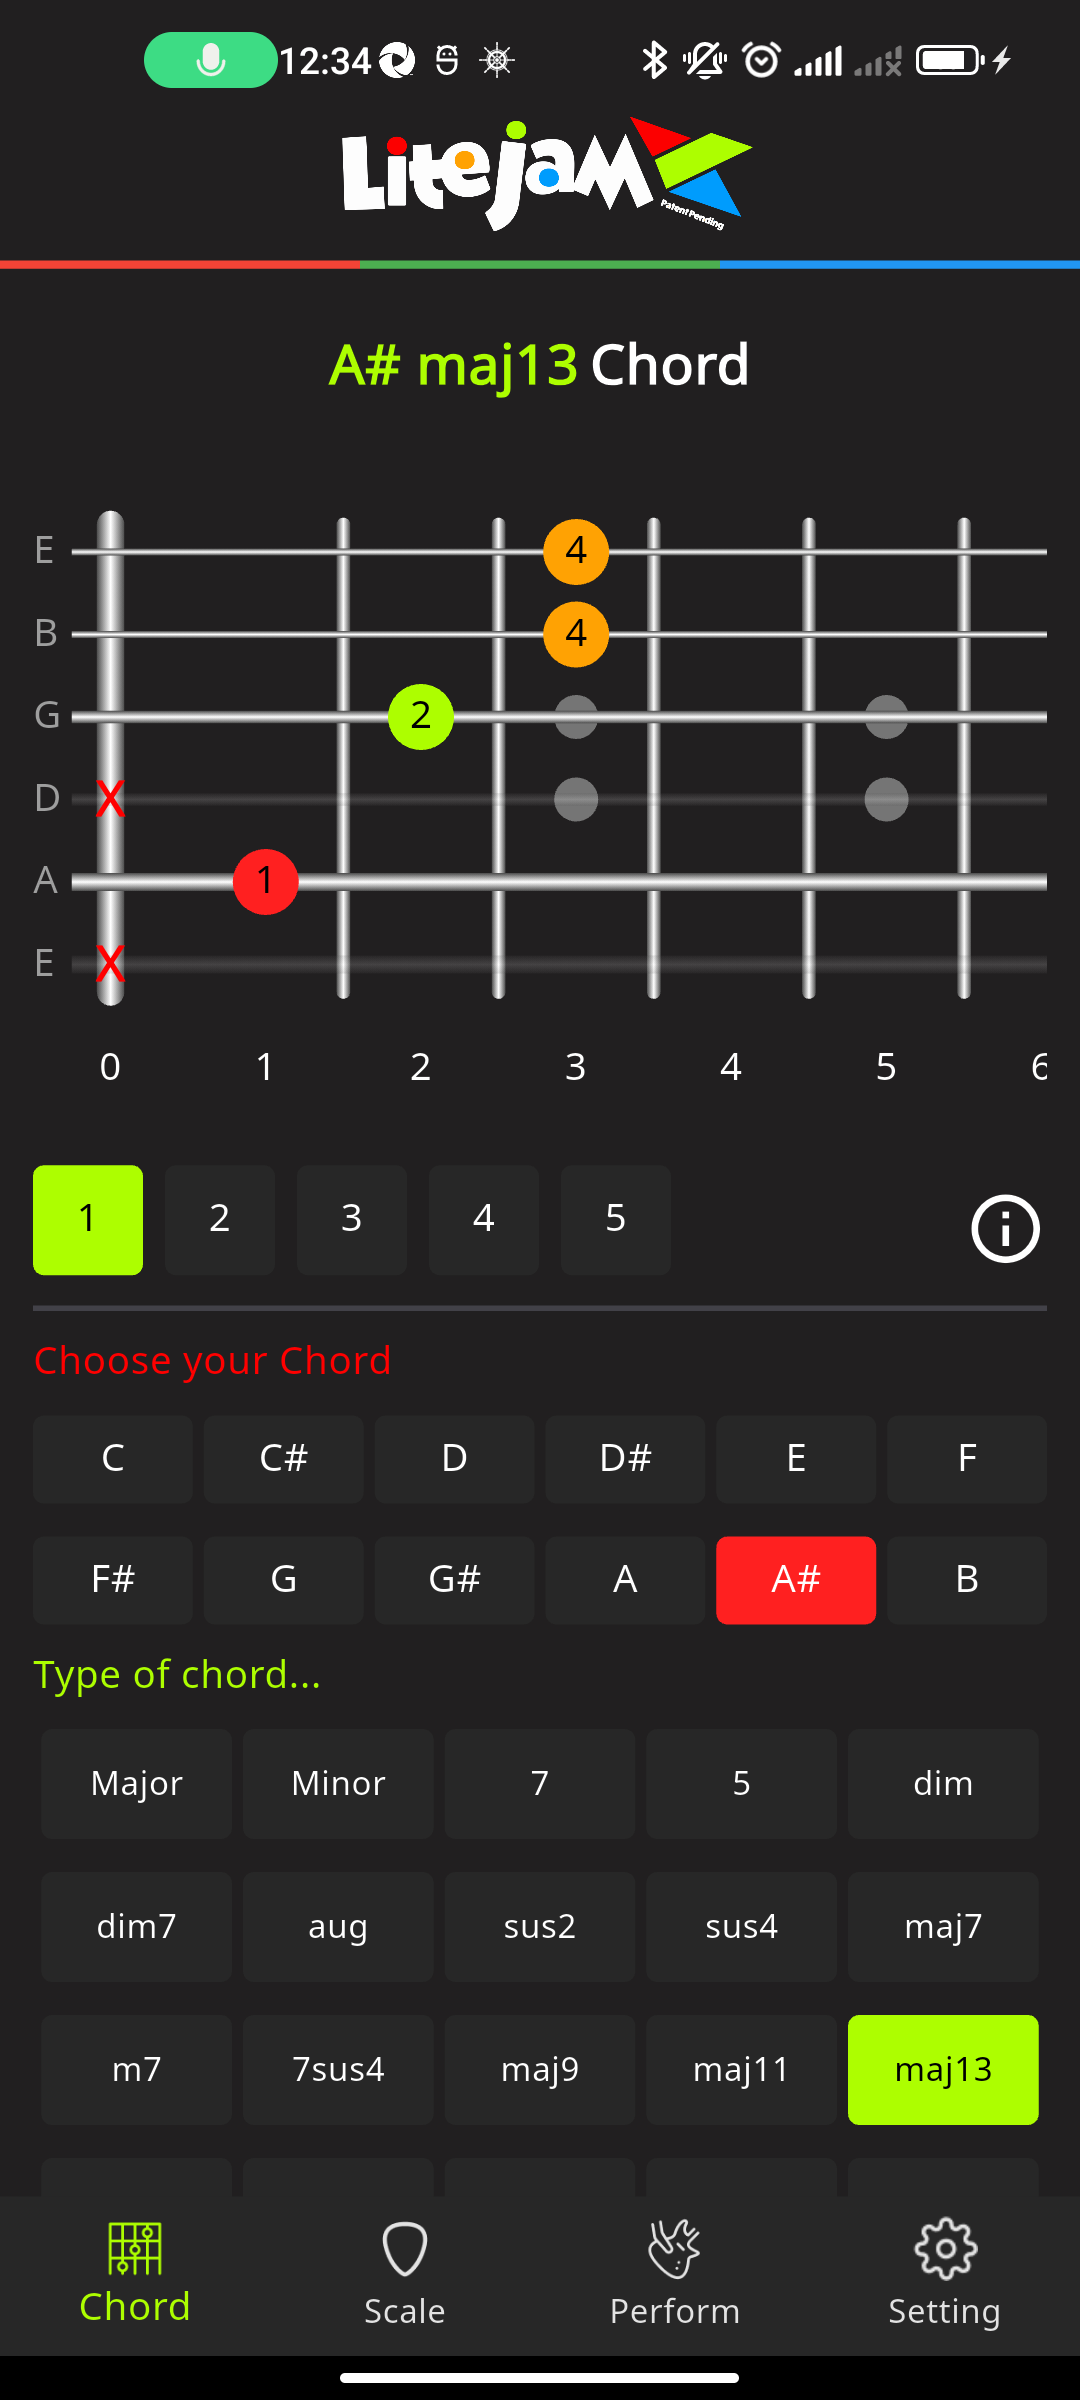 12:34
Litejam
Patent Pending
A# maj13 Chord
E 4
B 4
G 2
D X
A 1
E X
0 1 2 3 4 5 6
1 2 3 4 5
Choose your Chord
C C# D D# E F
F# G G# A A# B
Type of chord...
Major Minor 7 5 dim
dim7 aug sus2 sus4 maj7
m7 7sus4 maj9 maj11 maj13
Chord Scale Perform Setting